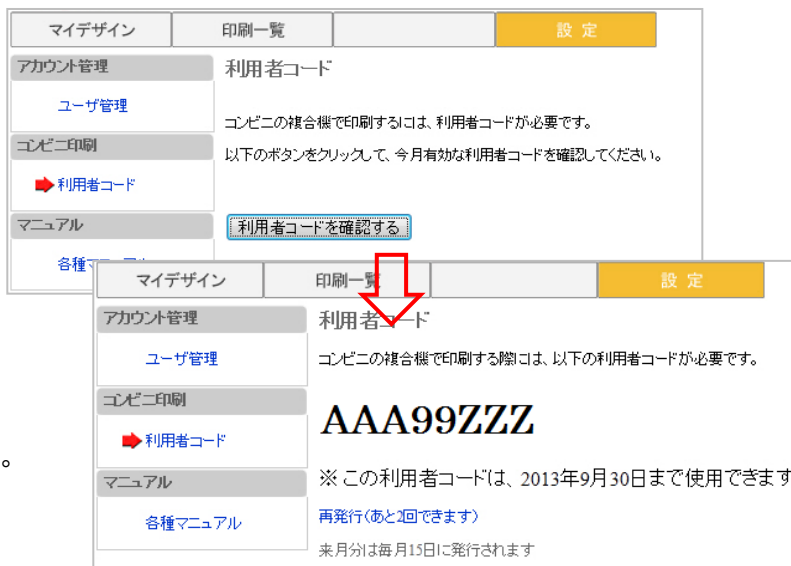 マイデザイン 印刷一覧 設 定
アカウント管理
ユーザ管理
コンビニ印刷
利用者コード
マニュアル
各種
利用者コード
コンビニの複合機で印刷するには、利用者コードが必要です。
以下のボタンをクリックして、今月有効な利用者コードを確認してください。
利用者コードを確認する
マイデザイン 印刷一覧 設 定
アカウント管理
ユーザ管理
コンビニ印刷
利用者コード
マニュアル
各種マニュアル
利用者コード
コンビニの複合機で印刷する際には、以下の利用者コードが必要です。
AAA99ZZZ
※この利用者コードは、2013年9月30日まで使用できます
再発行(あと2回できます)
来月分は毎月15日に発行されます
。